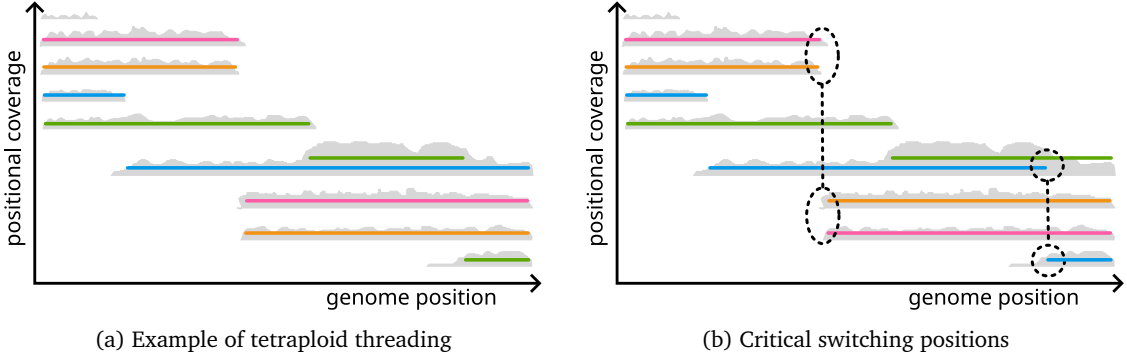 positional coverage
genome position
(a) Example of tetraploid threading
positional coverage
genome position
(b) Critical switching positions